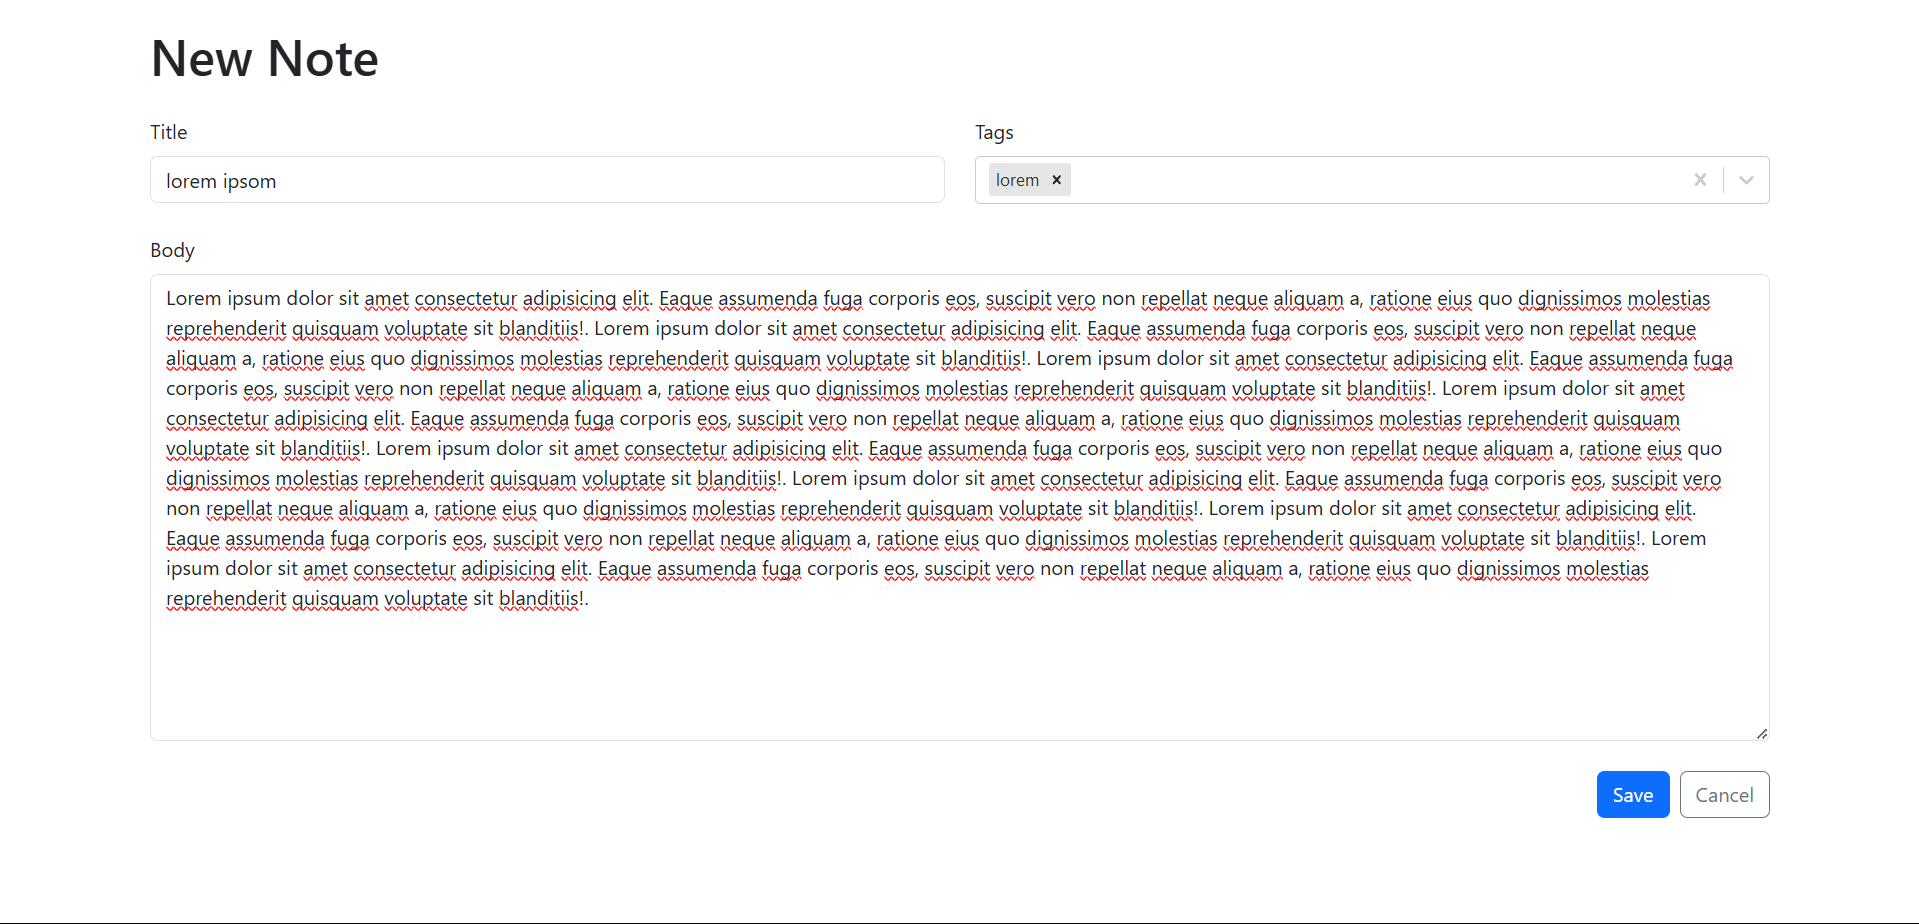 New Note
Title
Tags
lorem ipsom
lorem
Body
Lorem ipsum dolor sit amet consectetur adipisicing elit. Eaque assumenda fuga corporis eos, suscipit vero non repellat neque aliquam a, ratione eius quo dignissimos molestias
reprehenderit quisquam voluptate sit blanditiis!. Lorem ipsum dolor sit amet consectetur adipisicing elit. Eaque assumenda fuga corporis eos, suscipit vero non repellat neque
aliquam a, ratione eius quo dignissimos molestias reprehenderit quisquam voluptate sit blanditiis!. Lorem ipsum dolor sit amet consectetur adipisicing elit. Eaque assumenda fuga
corporis eos, suscipit vero non repellat neque aliquam a, ratione eius quo dignissimos molestias reprehenderit quisquam voluptate sit blanditiis!. Lorem ipsum dolor sit amet
consectetur adipisicing elit. Eaque assumenda fuga corporis eos, suscipit vero non repellat neque aliquam a, ratione eius quo dignissimos molestias reprehenderit quisquam
voluptate sit blanditiis!. Lorem ipsum dolor sit amet consectetur adipisicing elit. Eaque assumenda fuga corporis eos, suscipit vero non repellat neque aliquam a, ratione eius quo
dignissimos molestias reprehenderit quisquam voluptate sit blanditiis!. Lorem ipsum dolor sit amet consectetur adipisicing elit. Eaque assumenda fuga corporis eos, suscipit vero
non repellat neque aliquam a, ratione eius quo dignissimos molestias reprehenderit quisquam voluptate sit blanditiis!. Lorem ipsum dolor sit amet consectetur adipisicing elit.
Eaque assumenda fuga corporis eos, suscipit vero non repellat neque aliquam a, ratione eius quo dignissimos molestias reprehenderit quisquam voluptate sit blanditiis!. Lorem
ipsum dolor sit amet consectetur adipisicing elit. Eaque assumenda fuga corporis eos, suscipit vero non repellat neque aliquam a, ratione eius quo dignissimos molestias
reprehenderit quisquam voluptate sit blanditiis!.
Save
Cancel